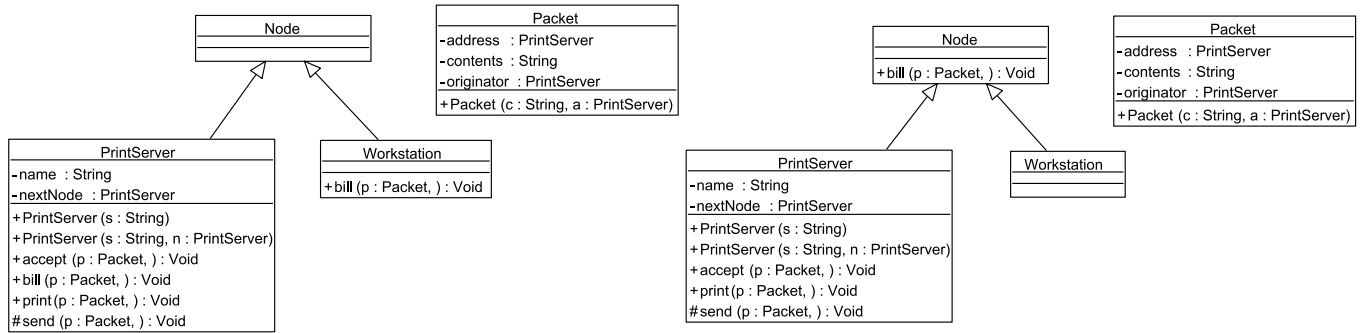 Node
Packet
-address : PrintServer
-contents : String
-originator : PrintServer
+Packet (c : String, a : PrintServer)
PrintServer
-name : String
-nextNode : PrintServer
+PrintServer (s : String)
+PrintServer (s : String, n : PrintServer)
+accept (p : Packet, ) : Void
+bill (p : Packet, ) : Void
+print (p : Packet, ) : Void
#send (p : Packet, ) : Void
Workstation
+bill (p : Packet, ) : Void
Node
+bill (p : Packet, ) : Void
Packet
-address : PrintServer
-contents : String
-originator : PrintServer
+Packet (c : String, a : PrintServer)
PrintServer
-name : String
-nextNode : PrintServer
+PrintServer (s : String)
+PrintServer (s : String, n : PrintServer)
+accept (p : Packet, ) : Void
+print (p : Packet, ) : Void
#send (p : Packet, ) : Void
Workstation